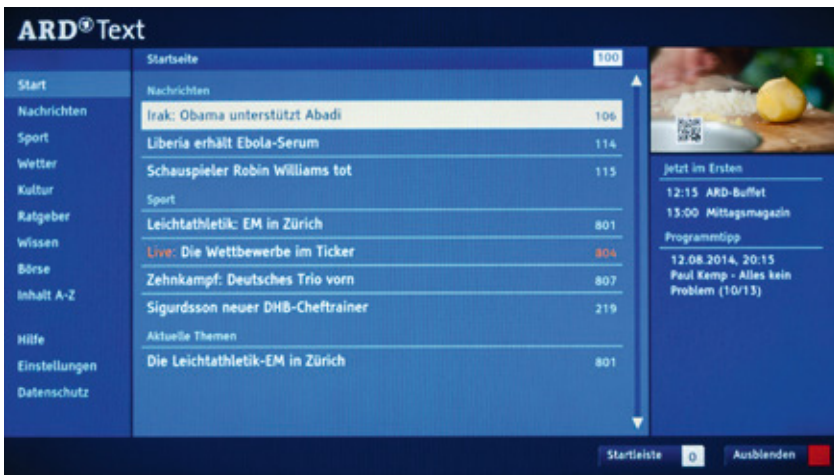 ARD Text
Startseite 100
Start
Nachrichten
Sport
Wetter
Kultur
Ratgeber
Wissen
Börse
Inhalt A-Z
Hilfe
Einstellungen
Datenschutz
Nachrichten
Irak: Obama unterstützt Abadi 106
Liberia erhält Ebola-Serum 114
Schauspieler Robin Williams tot 115
Sport
Leichtathletik: EM in Zürich 801
Live: Die Wettbewerbe im Ticker 804
Zehnkampf: Deutsches Trio vorn 807
Sigurdsson neuer DHB-Cheftrainer 219
Aktuelle Themen
Die Leichtathletik-EM in Zürich 801
Jetzt im Ersten
12:15 ARD-Buffet
13:00 Mittagsmagazin
Programmtipp
12.08.2014, 20:15
Paul Kemp - Alles kein
Problem (10/13)
Startleiste 0 Ausblenden